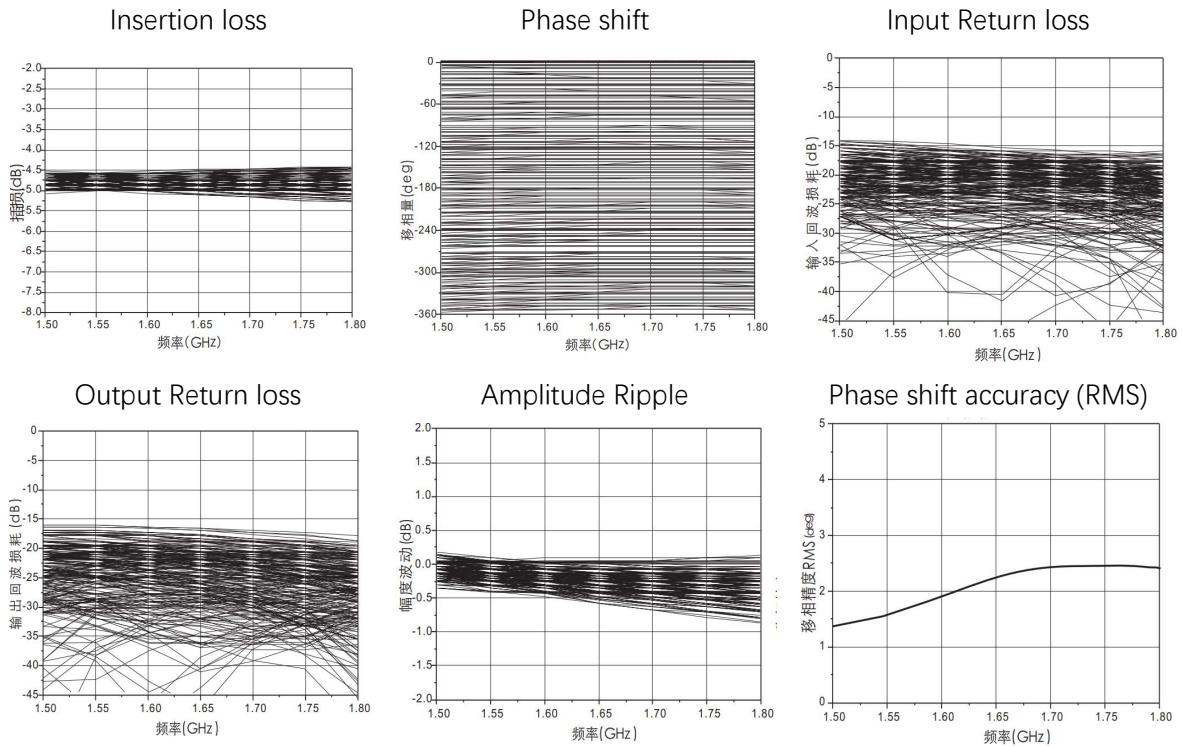 Insertion loss
Phase shift
Input Return loss
-2.0
-2.5
-3.0
-3.5
-4.0
-4.5
-5.0
-5.5
-6.0
-6.5
-7.0
-7.5
-8.0
插损(dB)
1.50 1.55 1.60 1.65 1.70 1.75 1.80
频率(GHz)
0
-60
-120
-180
-240
-300
-360
移相量(deg)
1.50 1.55 1.60 1.65 1.70 1.75 1.80
频率(GHz)
0
-5
-10
-15
-20
-25
-30
-35
-40
-45
输入回波损耗(dB)
1.50 1.55 1.60 1.65 1.70 1.75 1.80
频率(GHz)
Output Return loss
Amplitude Ripple
Phase shift accuracy (RMS)
0
-5
-10
-15
-20
-25
-30
-35
-40
-45
输出回波损耗(dB)
1.50 1.55 1.60 1.65 1.70 1.75 1.80
频率(GHz)
2.0
1.5
1.0
0.5
0.0
-0.5
-1.0
-1.5
-2.0
幅度波动(dB)
1.50 1.55 1.60 1.65 1.70 1.75 1.80
频率(GHz)
5
4
3
2
1
0
移相精度RMS(deg)
1.50 1.55 1.60 1.65 1.70 1.75 1.80
频率(GHz)